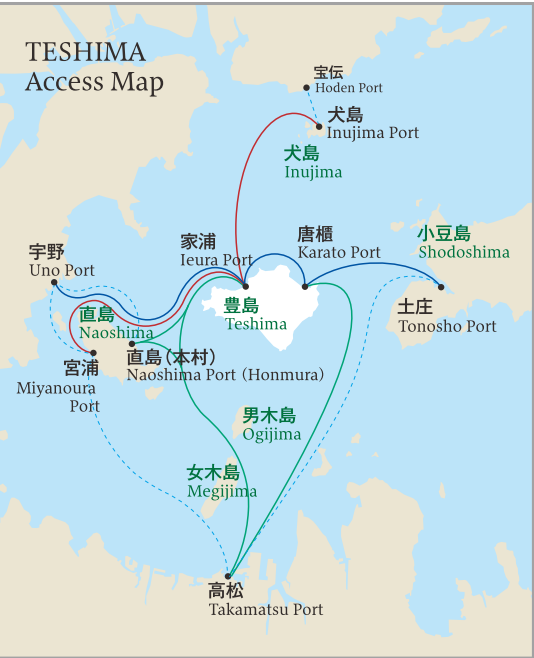 TESHIMA
Access Map
宝伝
Hoden Port
犬島
Inujima Port
犬島
Inujima
家浦
Ieura Port
唐櫃
Karato Port
小豆島
Shodoshima
宇野
Uno Port
豊島
Teshima
土庄
Tonosho Port
直島
Naoshima
宮浦
Miyanoura
Port
直島(本村)
Naoshima Port (Honmura)
男木島
Ogijima
女木島
Megijima
高松
Takamatsu Port